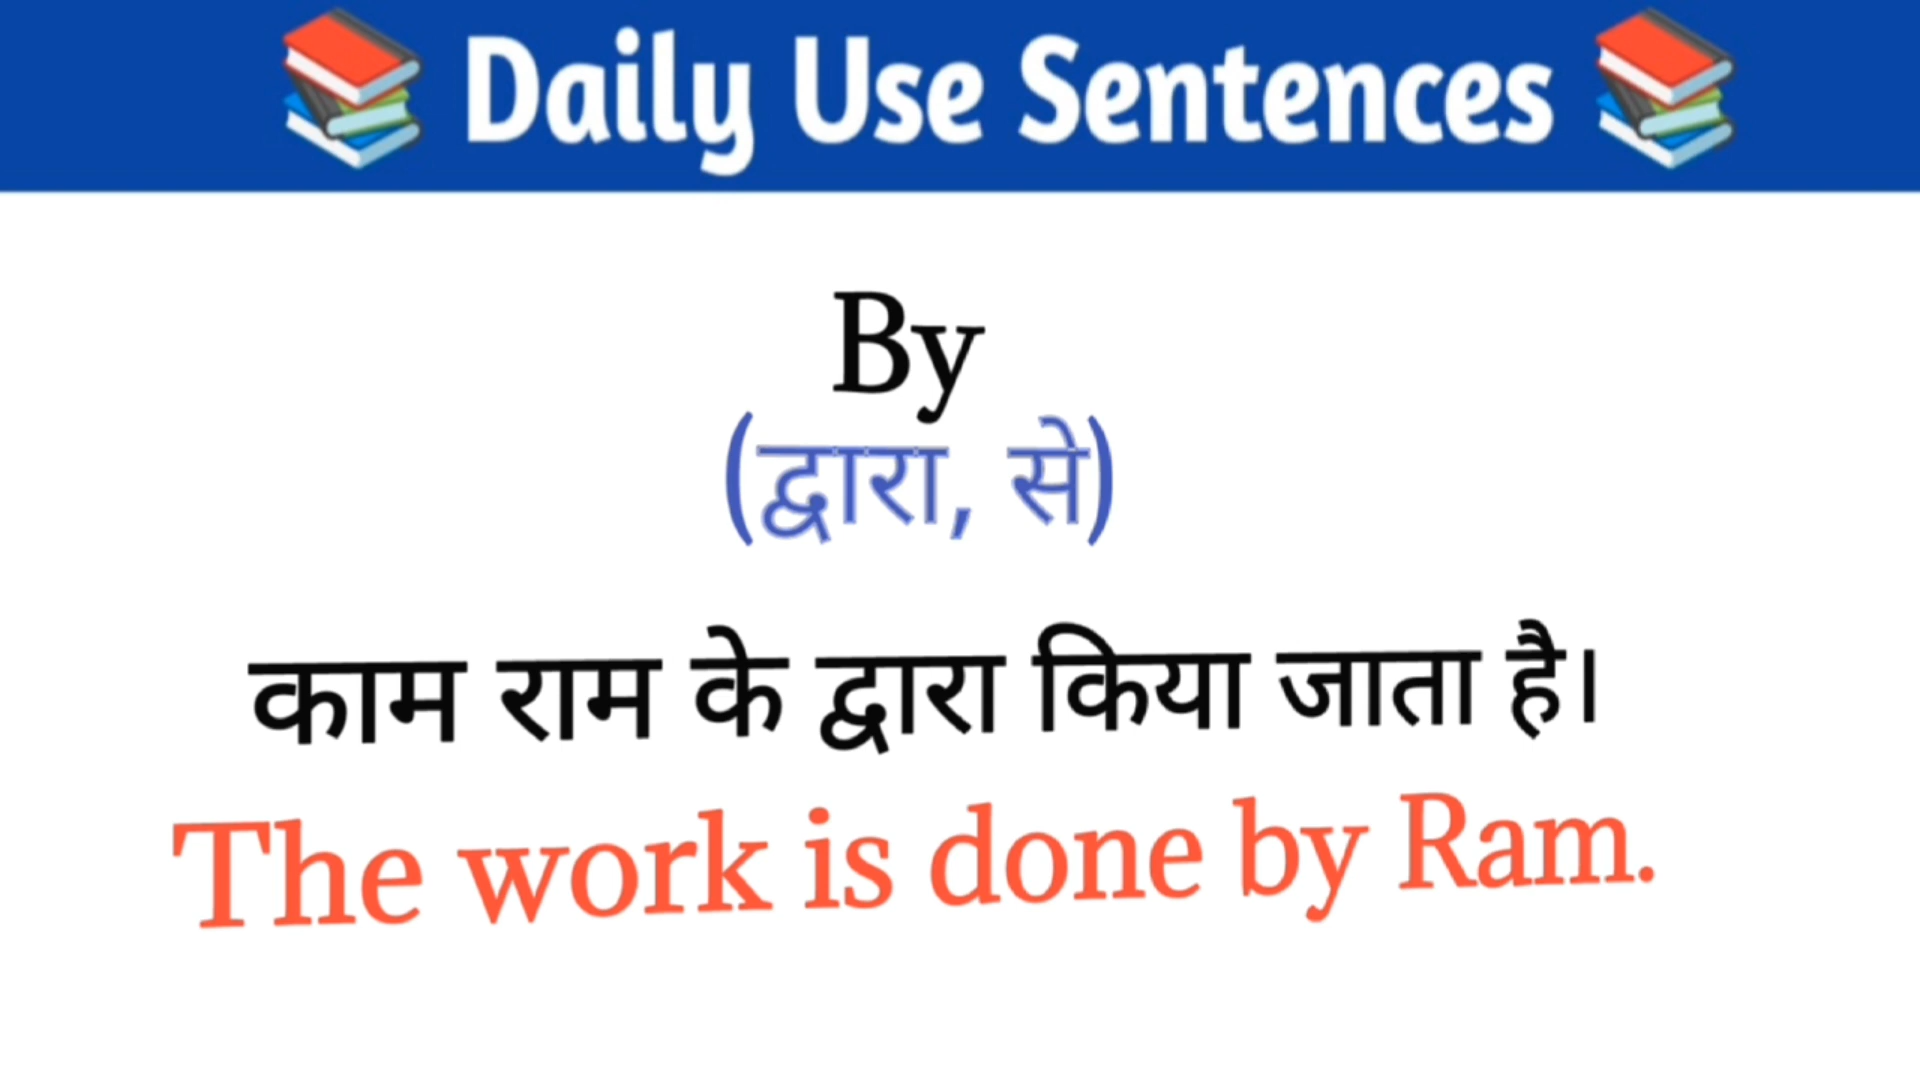 Daily Use Sentences
By
(द्वारा, से)
काम राम के द्वारा किया जाता है।
The work is done by Ram.